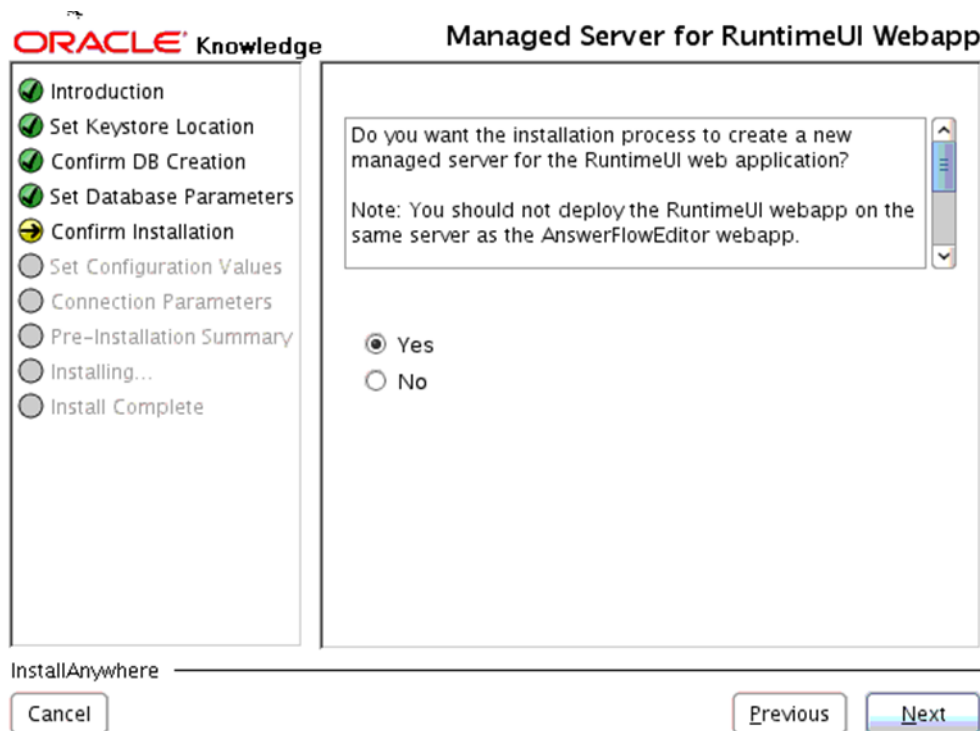 ORACLE Knowledge
Managed Server for RuntimeUI Webapp
Introduction
Set Keystore Location
Confirm DB Creation
Set Database Parameters
Confirm Installation
Set Configuration Values
Connection Parameters
Pre-Installation Summary
Installing...
Install Complete
Do you want the installation process to create a new
managed server for the RuntimeUI web application?
Note: You should not deploy the RuntimeUI webapp on the
same server as the AnswerFlowEditor webapp.
Yes
No
InstallAnywhere
Cancel
Previous
Next